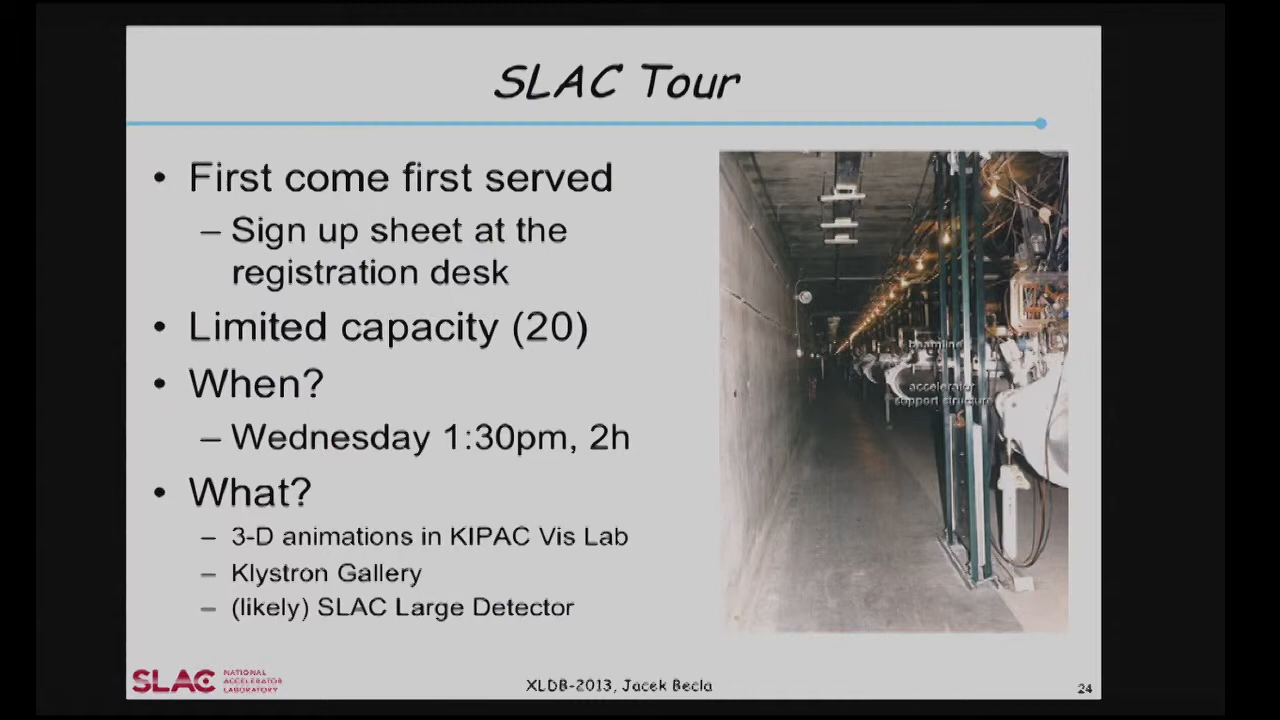 SLAC Tour
• First come first served
– Sign up sheet at the
registration desk
• Limited capacity (20)
• When?
– Wednesday 1:30pm, 2h
• What?
– 3-D animations in KIPAC Vis Lab
– Klystron Gallery
– (likely) SLAC Large Detector
beamline
accelerator
support structure
SLAC NATIONAL
ACCELERATOR
LABORATORY
XLDB-2013, Jacek Becla
24